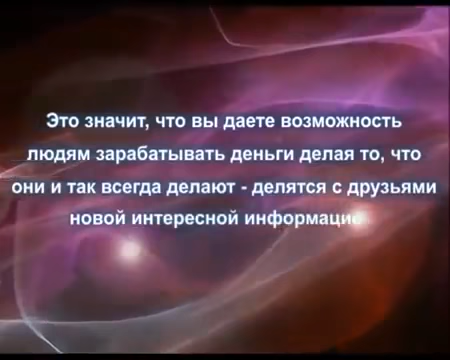 Это значит, что вы даете возможность
людям зарабатывать деньги делая то, что
они и так всегда делают - делятся с друзьями
новой интересной информацие